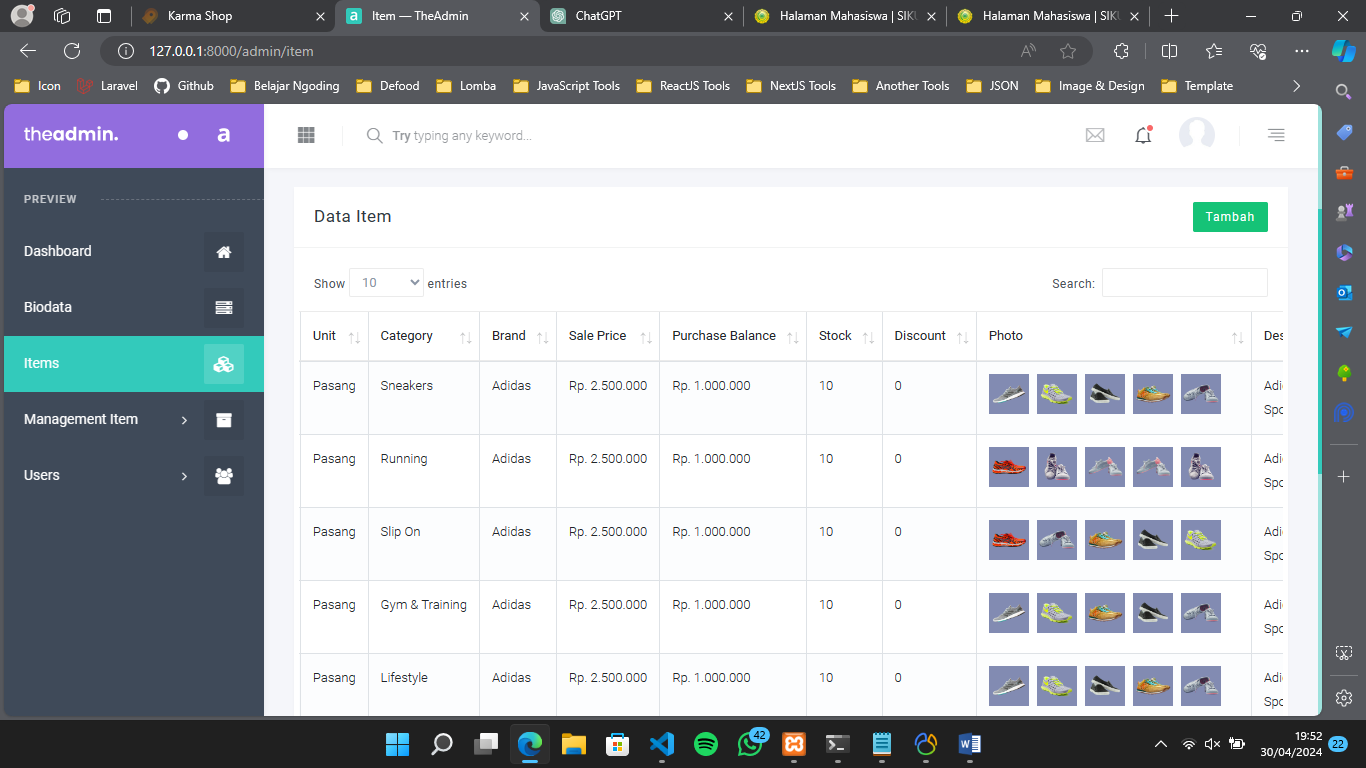 Karma Shop
Item — TheAdmin
ChatGPT
Halaman Mahasiswa | SIK
Halaman Mahasiswa | SIK
127.0.0.1:8000/admin/item
Icon Laravel Github Belajar Ngoding Defood Lomba JavaScript Tools ReactJS Tools NextJS Tools Another Tools JSON Image & Design Template
theadmin. a
Try typing any keyword...
PREVIEW
Dashboard
Biodata
Items
Management Item
Users
Data Item
Tambah
Show 10 entries
Search:
Unit Category Brand Sale Price Purchase Balance Stock Discount Photo Des
Pasang Sneakers Adidas Rp. 2.500.000 Rp. 1.000.000 10 0 Adi
Spo
Pasang Running Adidas Rp. 2.500.000 Rp. 1.000.000 10 0 Adi
Spo
Pasang Slip On Adidas Rp. 2.500.000 Rp. 1.000.000 10 0 Adi
Spo
Pasang Gym & Training Adidas Rp. 2.500.000 Rp. 1.000.000 10 0 Adi
Spo
Pasang Lifestyle Adidas Rp. 2.500.000 Rp. 1.000.000 10 0 Adi
Spo
42
19:52
30/04/2024
22